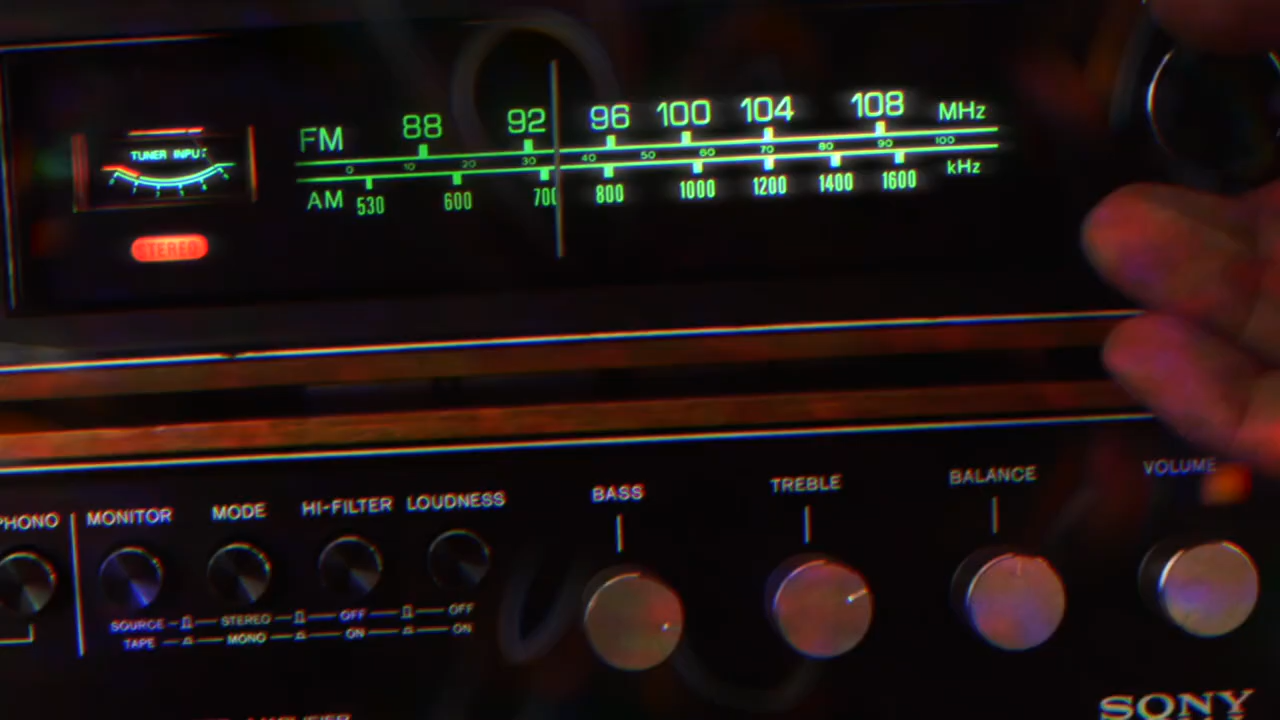 FM 88 92 96 100 104 108 MHz
0 10 20 30 40 50 60 70 80 90 100
AM 530 600 700 800 1000 1200 1400 1600 kHz
TUNER INPUT
STEREO
PHONO MONITOR MODE HI-FILTER LOUDNESS BASS TREBLE BALANCE VOLUME
SOURCE STEREO OFF OFF
TAPE MONO ON ON
SONY